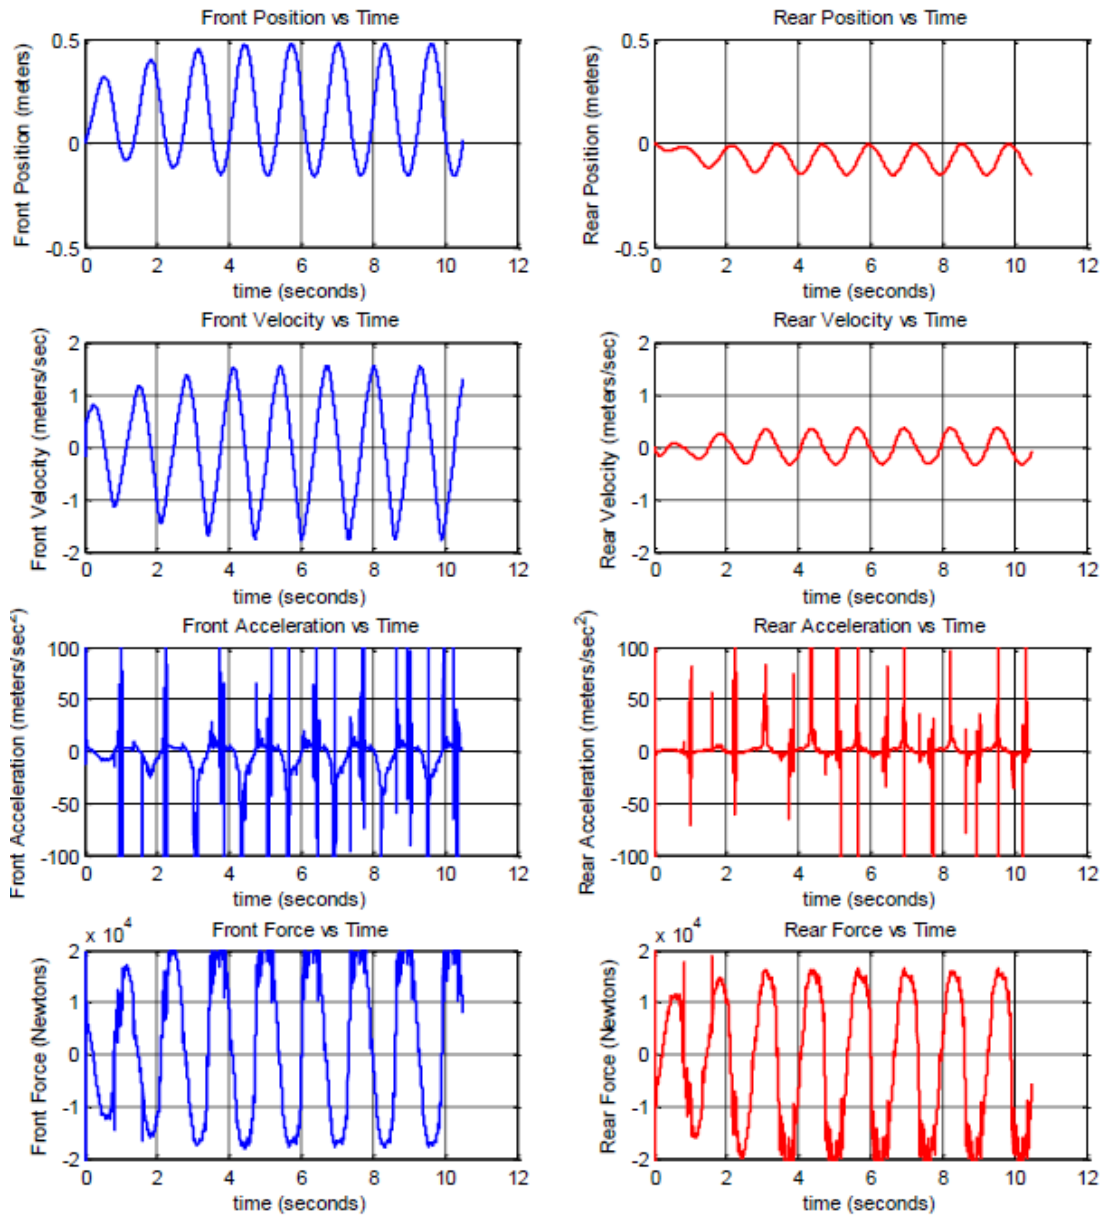 Front Position vs Time
0.5
0
-0.5
Front Position (meters)
0 2 4 6 8 10 12
time (seconds)
Rear Position vs Time
0.5
0
-0.5
Rear Position (meters)
0 2 4 6 8 10 12
time (seconds)
Front Velocity vs Time
2
1
0
-1
-2
Front Velocity (meters/sec)
0 2 4 6 8 10 12
time (seconds)
Rear Velocity vs Time
2
1
0
-1
-2
Rear Velocity (meters/sec)
0 2 4 6 8 10 12
time (seconds)
Front Acceleration vs Time
100
50
0
-50
-100
Front Acceleration (meters/sec²)
0 2 4 6 8 10 12
time (seconds)
Rear Acceleration vs Time
100
50
0
-50
-100
Rear Acceleration (meters/sec²)
0 2 4 6 8 10 12
time (seconds)
Front Force vs Time
x 10⁴
2
1
0
-1
-2
Front Force (Newtons)
0 2 4 6 8 10 12
time (seconds)
Rear Force vs Time
x 10⁴
2
1
0
-1
-2
Rear Force (Newtons)
0 2 4 6 8 10 12
time (seconds)